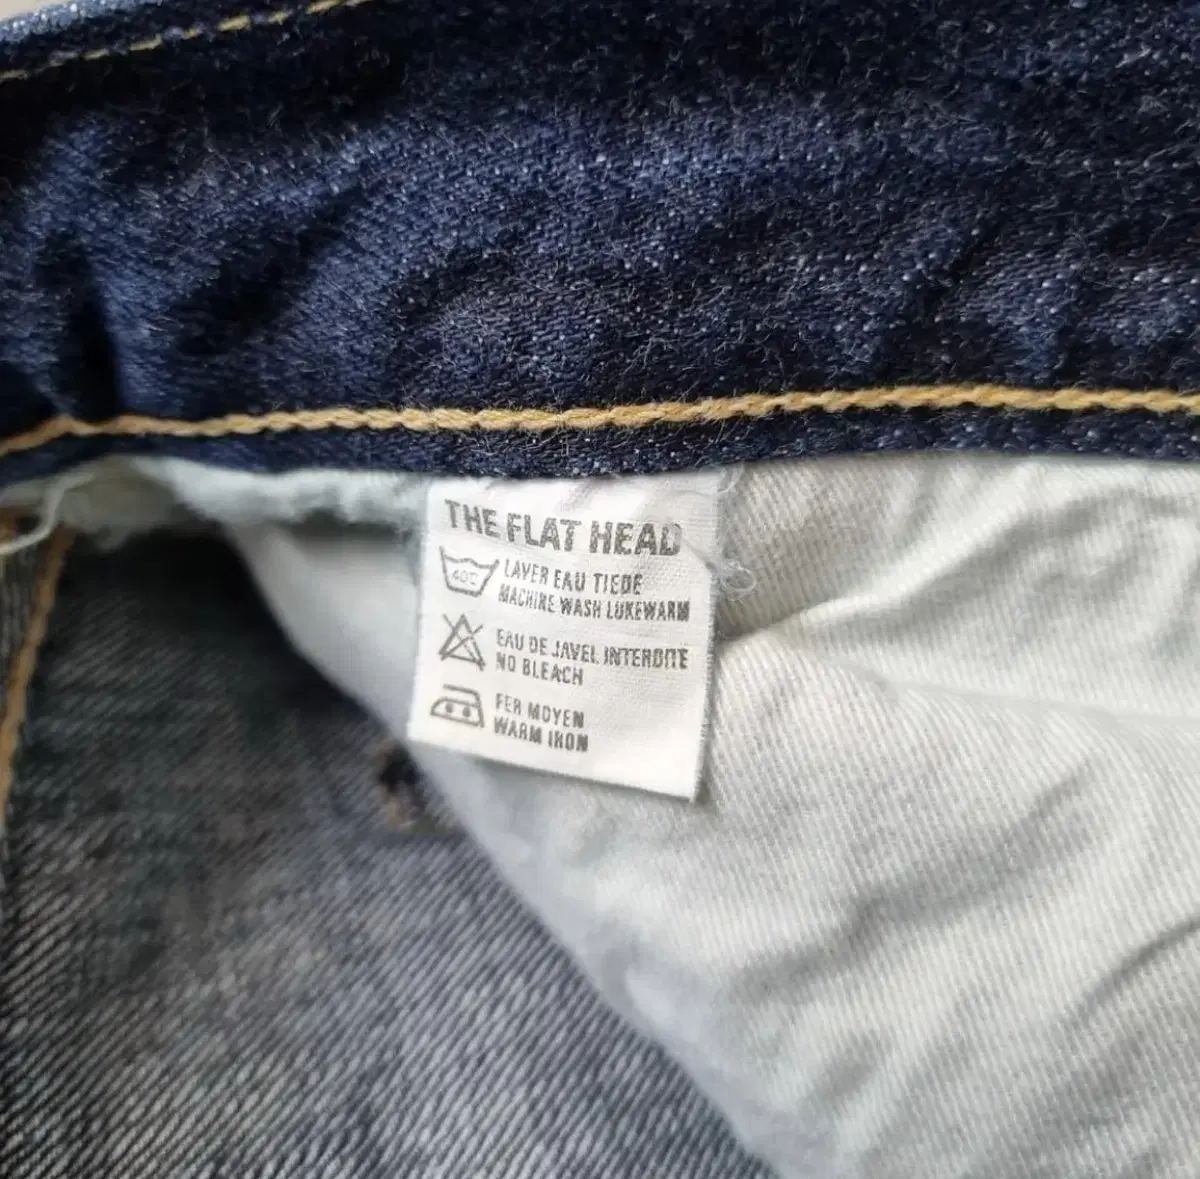 THE FLAT HEAD
40C
LAVER EAU TIEDE
MACHINE WASH LUKEWARM
EAU DE JAVEL INTERDITE
NO BLEACH
FER MOYEN
WARM IRON